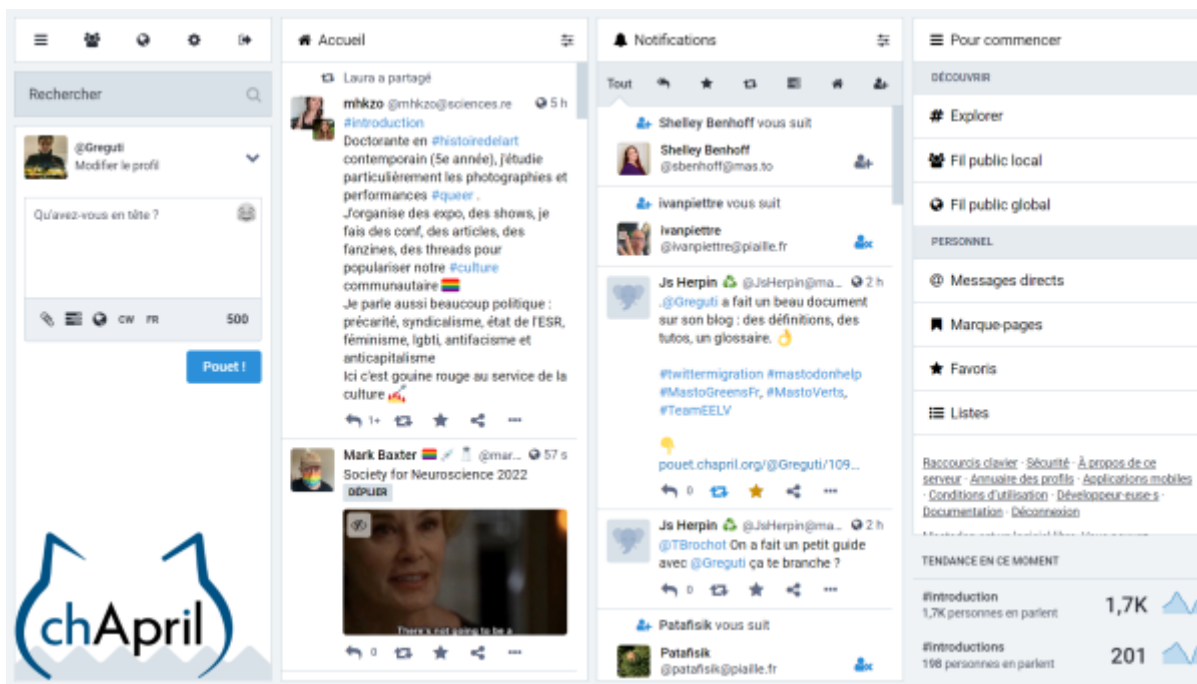 Rechercher
@Greguti
Modifier le profil
Qu'avez-vous en tête ?
CW FR 500
Pouet !
chApril
Accueil
Laura a partagé
mhkzo @mhkzo@sciences.re 5 h
#introduction
Doctorante en #histoiredelart
contemporain (5e année), j'étudie
particulièrement les photographies et
performances #queer .
J'organise des expo, des shows, je
fais des conf, des articles, des
fanzines, des threads pour
populariser notre #culture
communautaire
Je parle aussi beaucoup politique :
précarité, syndicalisme, état de l'ESR,
féminisme, lgbti, antifacisme et
anticapitalisme
Ici c'est gouine rouge au service de la
culture
1+
Mark Baxter @mar... 57 s
Society for Neuroscience 2022
DÉPLIER
There's not going to be a
0
Notifications
Tout
Shelley Benhoff vous suit
Shelley Benhoff
@sbenhoff@mas.to
ivanpiettre vous suit
ivanpiettre
@ivanpiettre@piaille.fr
Js Herpin @JsHerpin@ma... 2 h
.@Greguti a fait un beau document
sur son blog : des définitions, des
tutos, un glossaire.
#twittermigration #mastodonhelp
#MastoGreensFr, #MastoVerts,
#TeamEELV
pouet.chapril.org/@Greguti/109...
0
Js Herpin @JsHerpin@ma... 2 h
@TBrochot On a fait un petit guide
avec @Greguti ça te branche ?
0
Patafisik vous suit
Patafisik
@patafisik@piaille.fr
Pour commencer
DÉCOUVRIR
# Explorer
Fil public local
Fil public global
PERSONNEL
@ Messages directs
Marque-pages
Favoris
Listes
Raccourcis clavier · Sécurité · À propos de ce
serveur · Annuaire des profils · Applications mobiles
· Conditions d'utilisation · Développeur·euse·s ·
Documentation · Déconnexion
TENDANCE EN CE MOMENT
#introduction
1,7K personnes en parlent 1,7K
#introductions
198 personnes en parlent 201